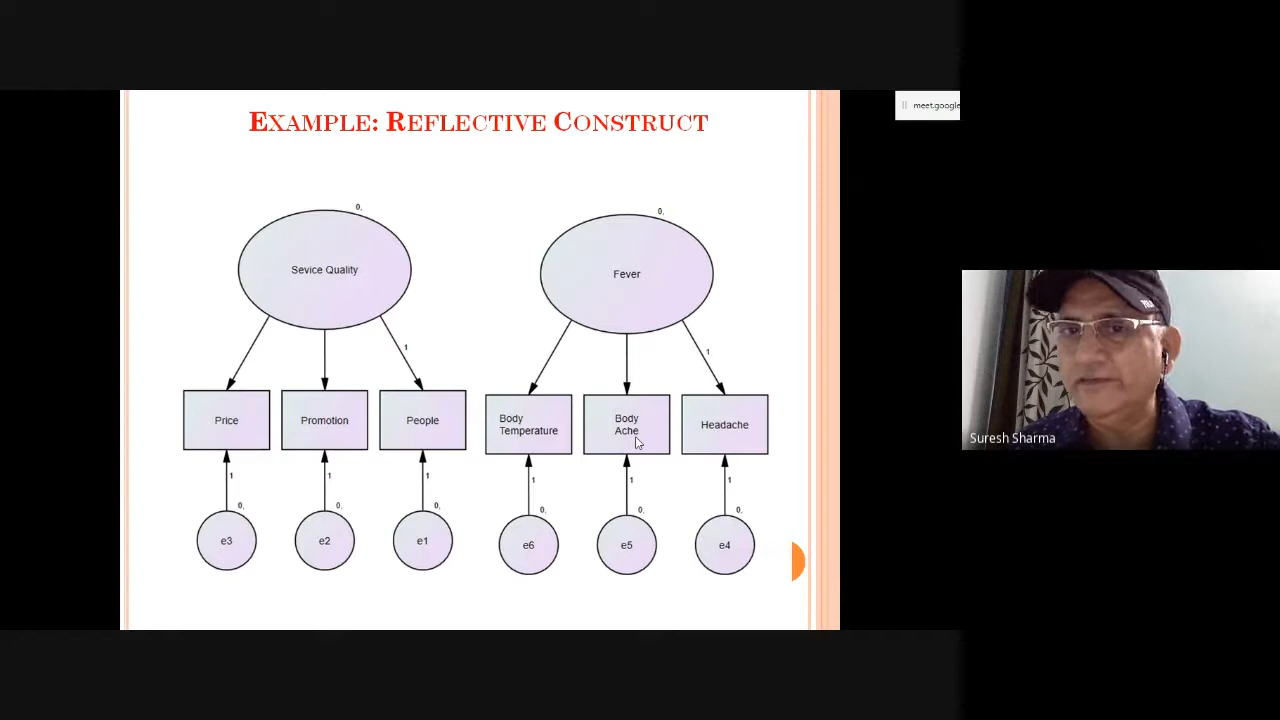 EXAMPLE: REFLECTIVE CONSTRUCT
meet.google
0,
0,
Sevice Quality
Fever
1
1
Price
Promotion
People
Body
Temperature
Body
Ache
Headache
1
1
1
1
1
1
0,
0,
0,
0,
0,
0,
e3
e2
e1
e6
e5
e4
Suresh Sharma